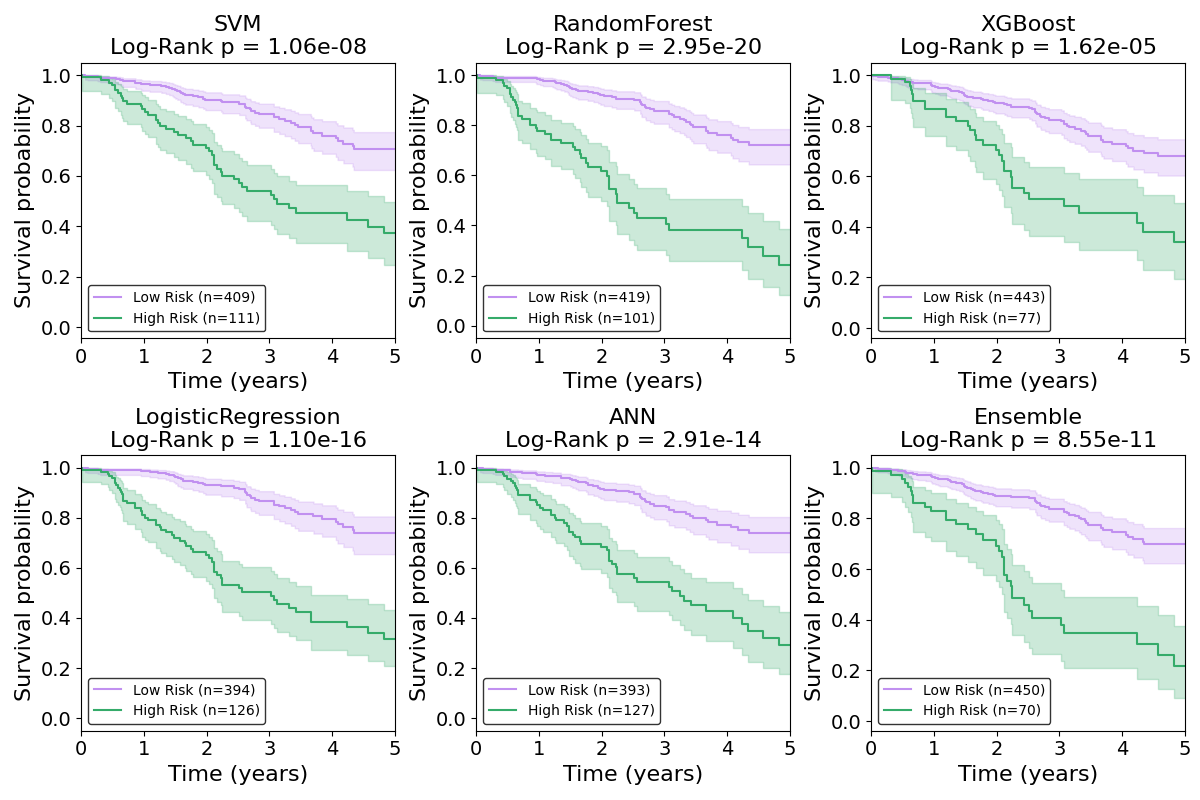 SVM
Log-Rank p = 1.06e-08
Survival probability
1.0
0.8
0.6
0.4
0.2
0.0
Low Risk (n=409)
High Risk (n=111)
0 1 2 3 4 5
Time (years)
RandomForest
Log-Rank p = 2.95e-20
Survival probability
1.0
0.8
0.6
0.4
0.2
0.0
Low Risk (n=419)
High Risk (n=101)
0 1 2 3 4 5
Time (years)
XGBoost
Log-Rank p = 1.62e-05
Survival probability
1.0
0.8
0.6
0.4
0.2
0.0
Low Risk (n=443)
High Risk (n=77)
0 1 2 3 4 5
Time (years)
LogisticRegression
Log-Rank p = 1.10e-16
Survival probability
1.0
0.8
0.6
0.4
0.2
0.0
Low Risk (n=394)
High Risk (n=126)
0 1 2 3 4 5
Time (years)
ANN
Log-Rank p = 2.91e-14
Survival probability
1.0
0.8
0.6
0.4
0.2
0.0
Low Risk (n=393)
High Risk (n=127)
0 1 2 3 4 5
Time (years)
Ensemble
Log-Rank p = 8.55e-11
Survival probability
1.0
0.8
0.6
0.4
0.2
0.0
Low Risk (n=450)
High Risk (n=70)
0 1 2 3 4 5
Time (years)